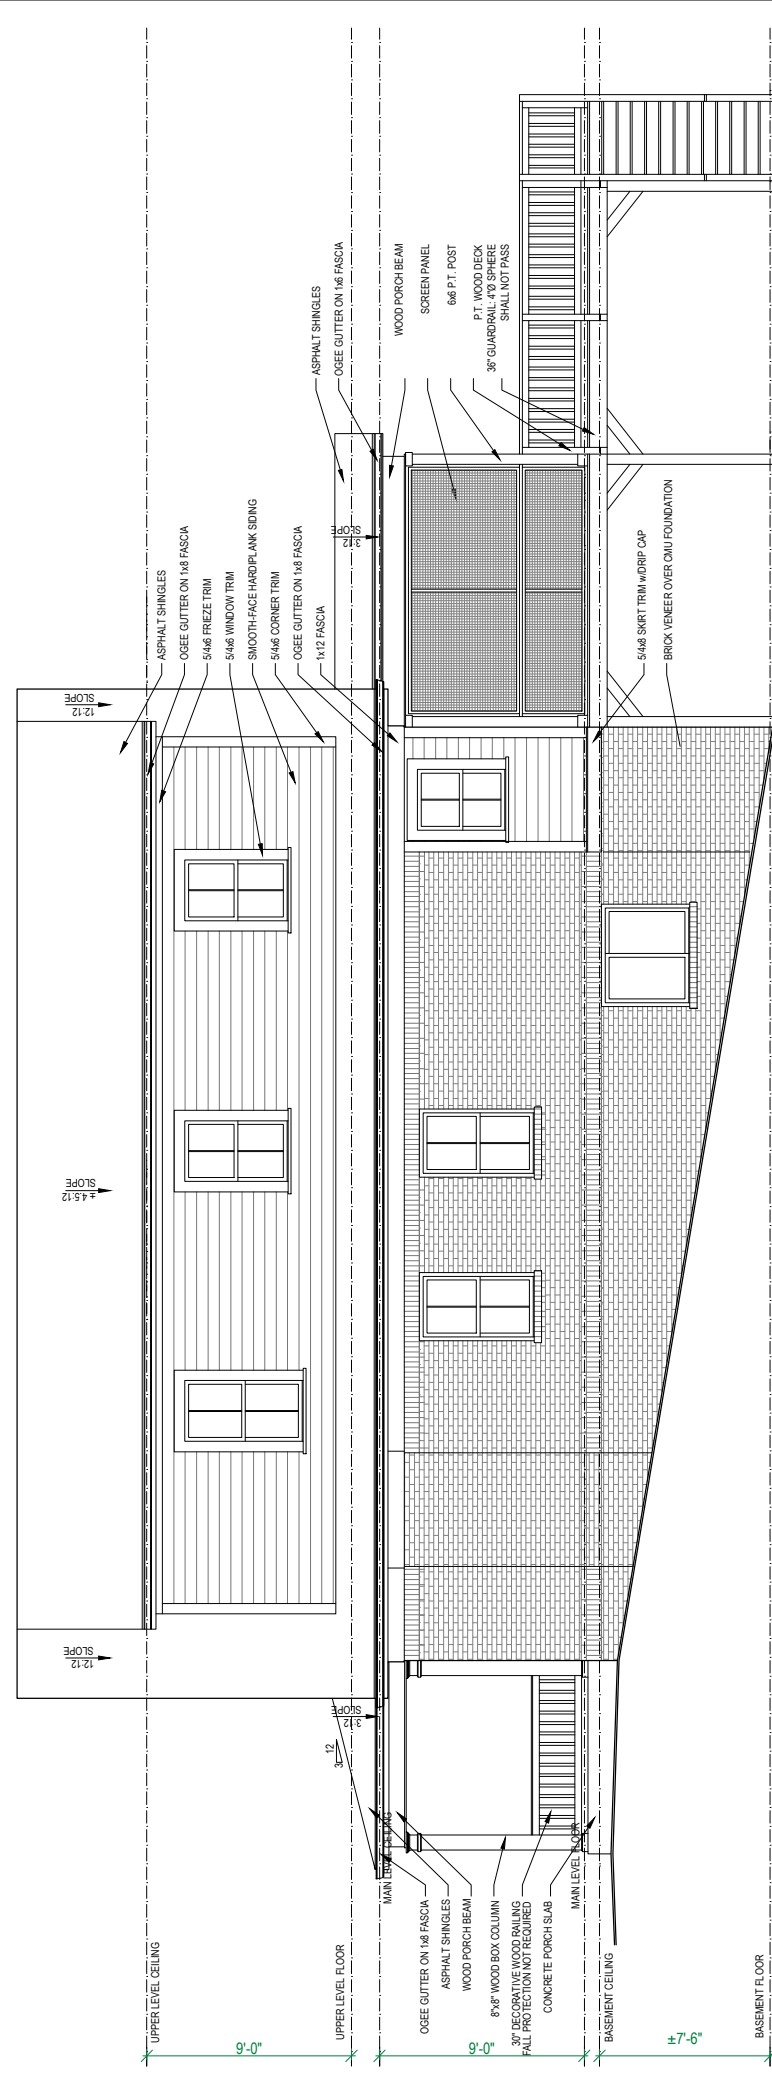 ASPHALT SHINGLES
OGEE GUTTER ON 1x6 FASCIA
WOOD PORCH BEAM
SCREEN PANEL
6x6 P.T. POST
P.T. WOOD DECK
36" GUARDRAIL: 4"Ø SPHERE
SHALL NOT PASS
SLOPE
3:12
ASPHALT SHINGLES
OGEE GUTTER ON 1x8 FASCIA
5/4x6 FRIEZE TRIM
5/4x6 WINDOW TRIM
SMOOTH-FACE HARDIPLANK SIDING
5/4x6 CORNER TRIM
OGEE GUTTER ON 1x8 FASCIA
1x12 FASCIA
5/4x8 SKIRT TRIM w/DRIP CAP
BRICK VENEER OVER CMU FOUNDATION
SLOPE
12:12
SLOPE
± 4.5:12
SLOPE
12:12
SLOPE
3:12
12
3
MAIN LEVEL CEILING
MAIN LEVEL FLOOR
OGEE GUTTER ON 1x8 FASCIA
ASPHALT SHINGLES
WOOD PORCH BEAM
8"x8" WOOD BOX COLUMN
30" DECORATIVE WOOD RAILING
FALL PROTECTION NOT REQUIRED
CONCRETE PORCH SLAB
UPPER LEVEL CEILING
UPPER LEVEL FLOOR
BASEMENT CEILING
BASEMENT FLOOR
9'-0"
9'-0"
±7'-6"